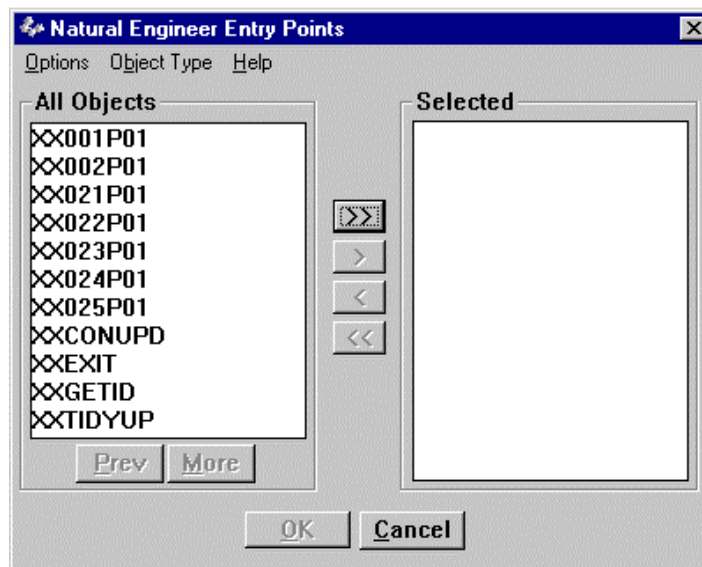 Natural Engineer Entry Points
Options Object Type Help
All Objects
Selected
XX001P01
XX002P01
XX021P01
XX022P01
XX023P01
XX024P01
XX025P01
XXCONUPD
XXEXIT
XXGETID
XXTIDYUP
>>
>
<
<<
Prev More
OK Cancel